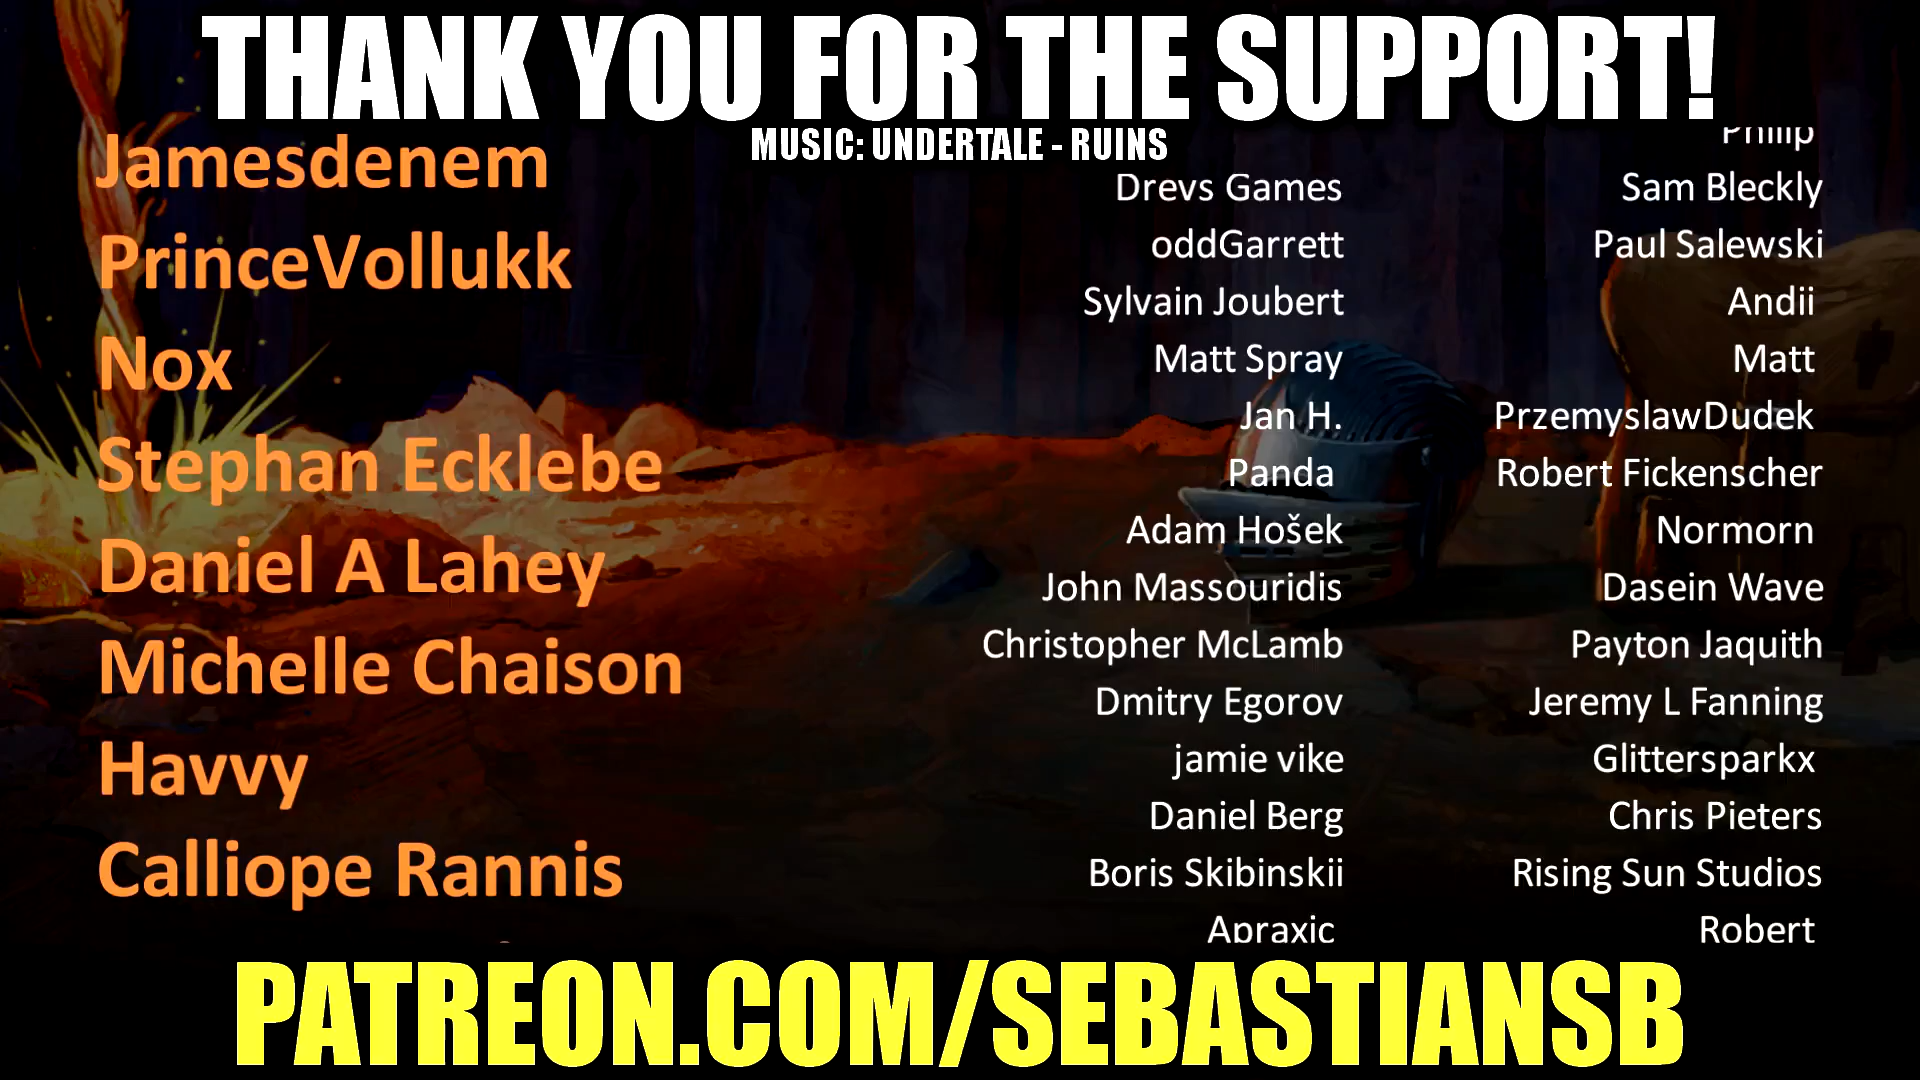 THANK YOU FOR THE SUPPORT!
MUSIC: UNDERTALE - RUINS
Jamesdenem
PrinceVollukk
Nox
Stephan Ecklebe
Daniel A Lahey
Michelle Chaison
Havvy
Calliope Rannis
Drevs Games
oddGarrett
Sylvain Joubert
Matt Spray
Jan H.
Panda
Adam Hošek
John Massouridis
Christopher McLamb
Dmitry Egorov
jamie vike
Daniel Berg
Boris Skibinskii
Apraxic
Philip
Sam Bleckly
Paul Salewski
Andii
Matt
PrzemyslawDudek
Robert Fickenscher
Normorn
Dasein Wave
Payton Jaquith
Jeremy L Fanning
Glittersparkx
Chris Pieters
Rising Sun Studios
Robert
PATREON.COM/SEBASTIANSB